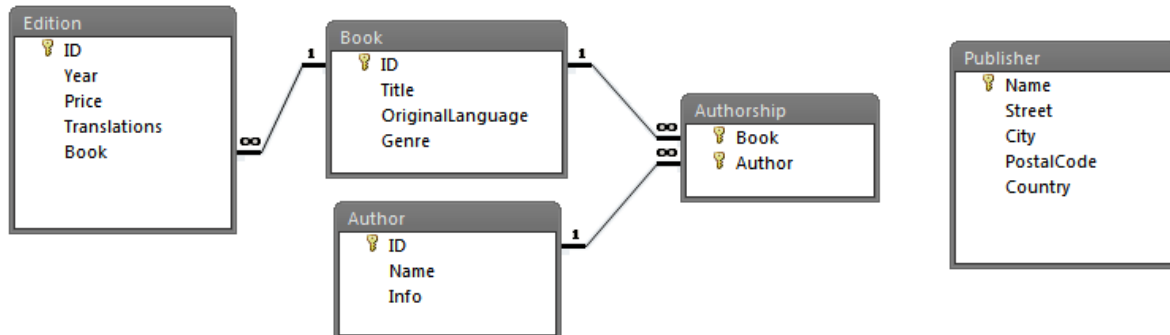 Edition
ID
Year
Price
Translations
Book
1
∞
Book
ID
Title
OriginalLanguage
Genre
1
∞
∞
Authorship
Book
Author
Author
ID
Name
Info
1
Publisher
Name
Street
City
PostalCode
Country